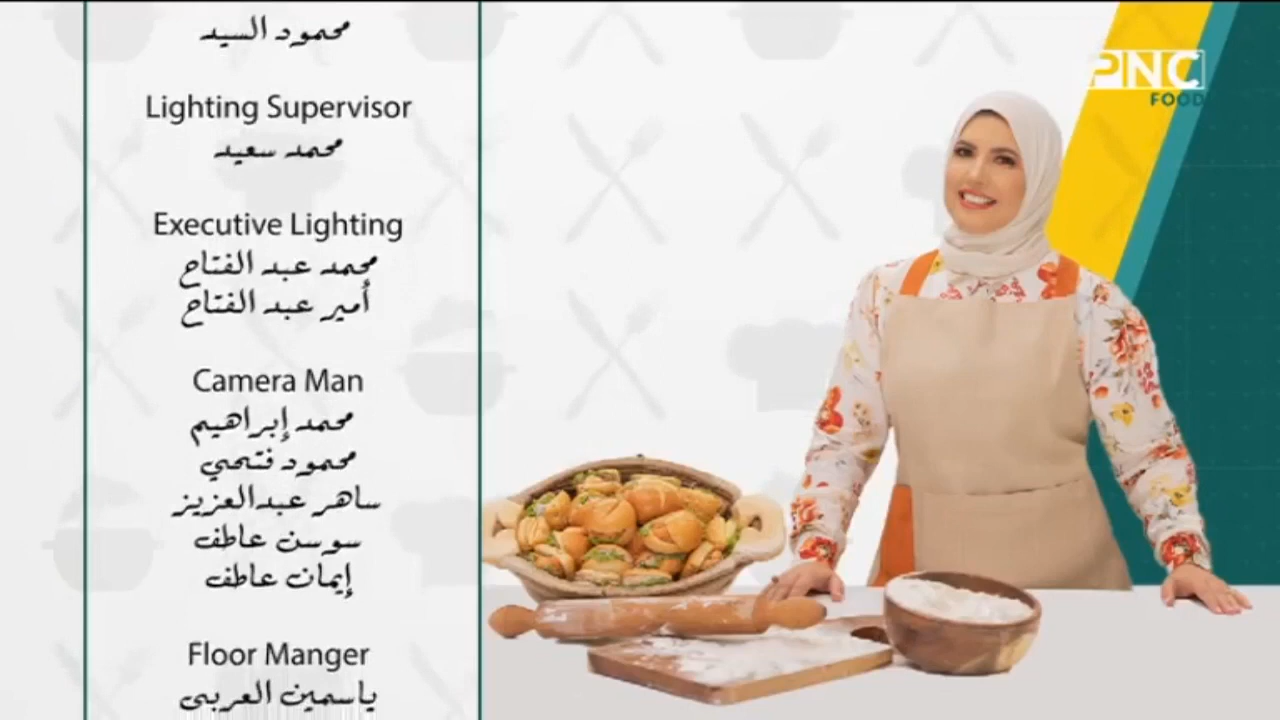 محمود السيد
Lighting Supervisor
محمد سعيد
Executive Lighting
محمد عبد الفتاح
أمير عبد الفتاح
Camera Man
محمد إبراهيم
محمود فتحي
ساهر عبدالعزيز
سوسن عاطف
إيمان عاطف
Floor Manger
ياسمين العربى
PNC
FOOD